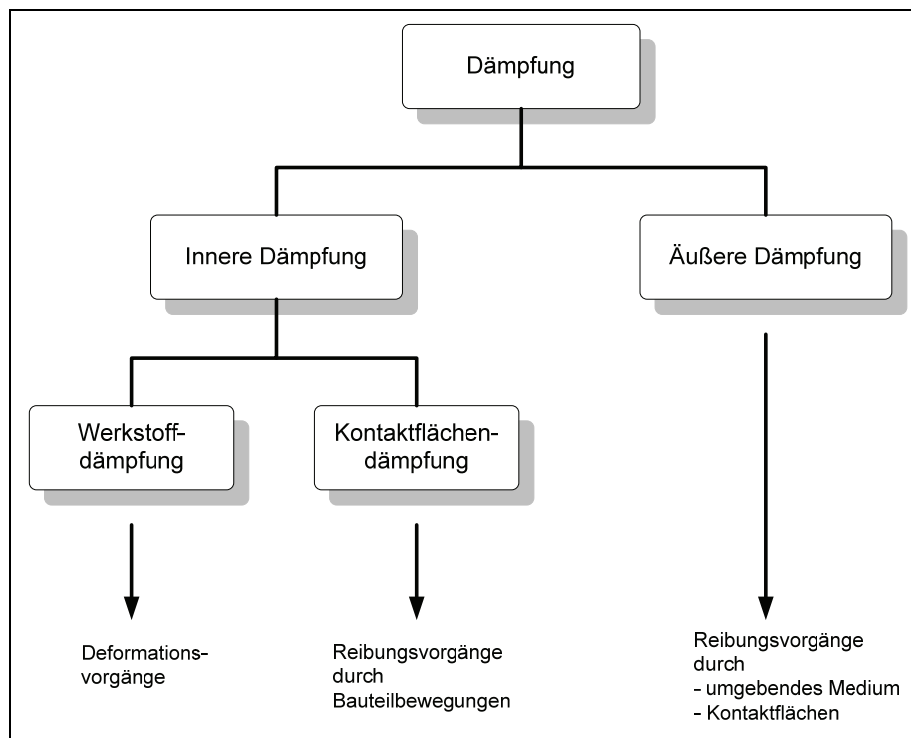 Dämpfung
Innere Dämpfung
Äußere Dämpfung
Werkstoff-
dämpfung
Kontaktflächen-
dämpfung
Deformations-
vorgänge
Reibungsvorgänge
durch
Bauteilbewegungen
Reibungsvorgänge
durch
- umgebendes Medium
- Kontaktflächen